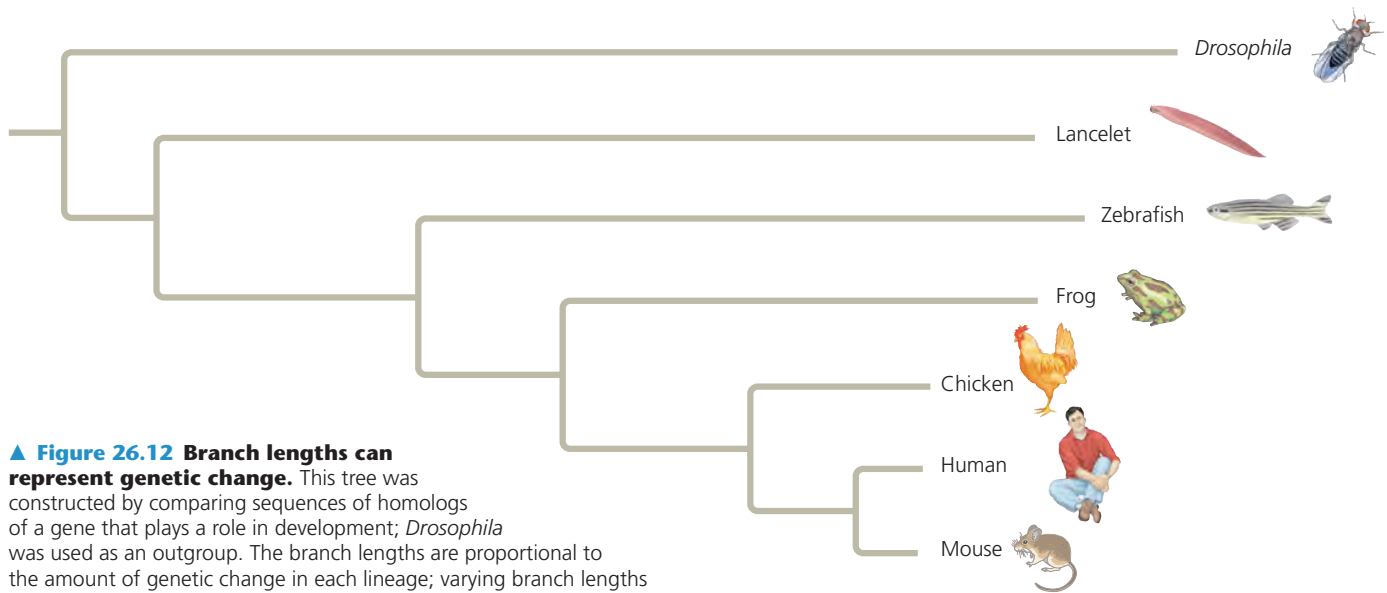 Drosophila
Lancelet
Zebrafish
Frog
Chicken
Human
Mouse
▲ Figure 26.12 Branch lengths can
represent genetic change. This tree was
constructed by comparing sequences of homologs
of a gene that plays a role in development; Drosophila
was used as an outgroup. The branch lengths are proportional to
the amount of genetic change in each lineage; varying branch lengths